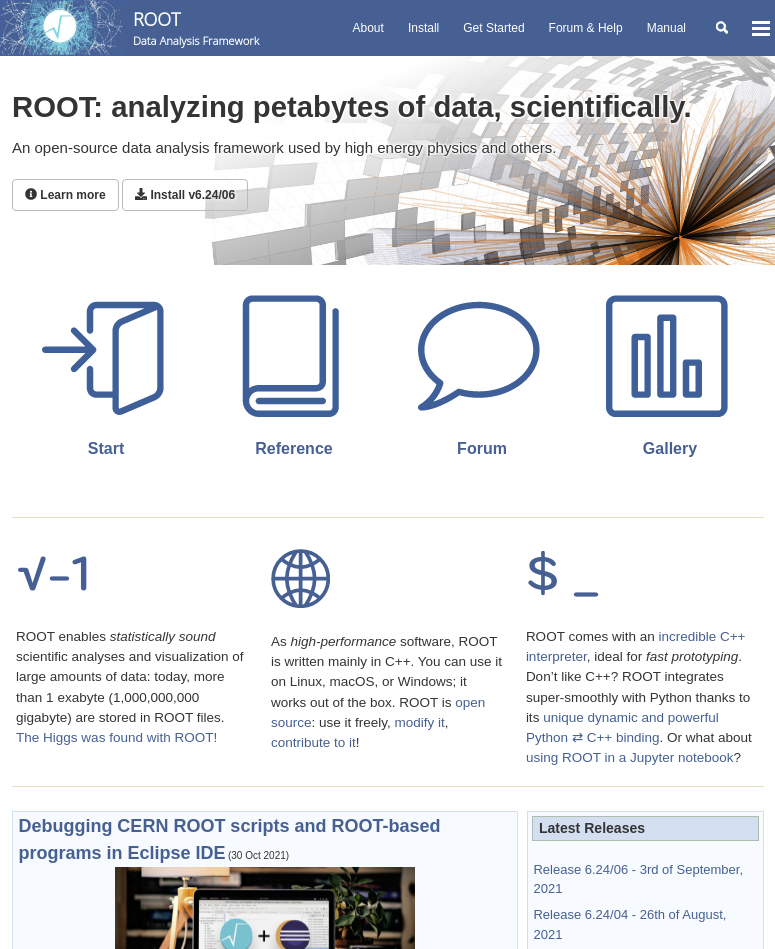 ROOT
Data Analysis Framework
About Install Get Started Forum & Help Manual
ROOT: analyzing petabytes of data, scientifically.
An open-source data analysis framework used by high energy physics and others.
Learn more Install v6.24/06
Start Reference Forum Gallery
√-1
$ _
ROOT enables statistically sound
scientific analyses and visualization of
large amounts of data: today, more
than 1 exabyte (1,000,000,000
gigabyte) are stored in ROOT files.
The Higgs was found with ROOT!
As high-performance software, ROOT
is written mainly in C++. You can use it
on Linux, macOS, or Windows; it
works out of the box. ROOT is open
source: use it freely, modify it,
contribute to it!
ROOT comes with an incredible C++
interpreter, ideal for fast prototyping.
Don’t like C++? ROOT integrates
super-smoothly with Python thanks to
its unique dynamic and powerful
Python ⇄ C++ binding. Or what about
using ROOT in a Jupyter notebook?
Debugging CERN ROOT scripts and ROOT-based
programs in Eclipse IDE (30 Oct 2021)
+
Latest Releases
Release 6.24/06 - 3rd of September,
2021
Release 6.24/04 - 26th of August,
2021